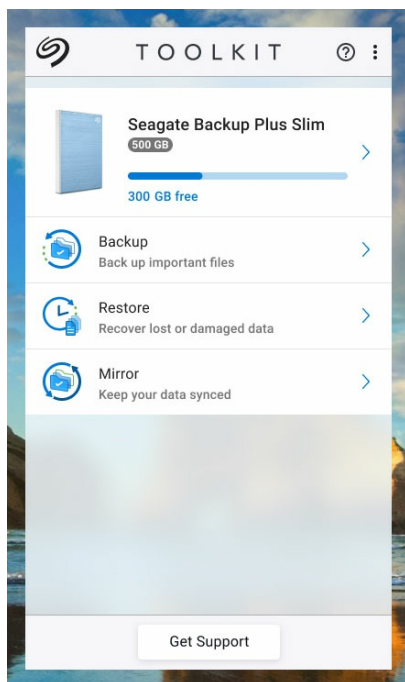 TOOLKIT
Seagate Backup Plus Slim
500 GB
300 GB free
Backup
Back up important files
Restore
Recover lost or damaged data
Mirror
Keep your data synced
Get Support